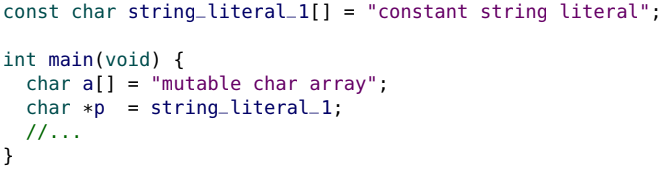 const char string_literal_1[] = "constant string literal";
int main(void) {
  char a[] = "mutable char array";
  char *p  = string_literal_1;
  //...
}